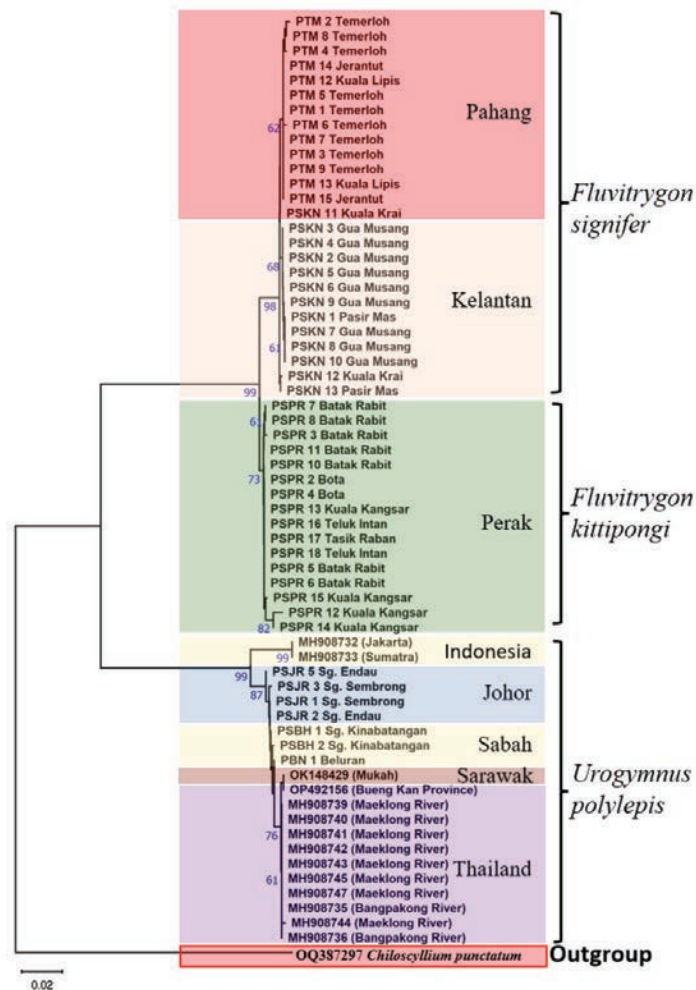 PTM 2 Temerloh
PTM 8 Temerloh
PTM 4 Temerloh
PTM 14 Jerantut
PTM 12 Kuala Lipis
PTM 5 Temerloh
PTM 1 Temerloh
PTM 6 Temerloh
PTM 7 Temerloh
PTM 3 Temerloh
PTM 9 Temerloh
PTM 13 Kuala Lipis
PTM 15 Jerantut
PSKN 11 Kuala Krai
62
Pahang
PSKN 3 Gua Musang
PSKN 4 Gua Musang
PSKN 2 Gua Musang
PSKN 5 Gua Musang
PSKN 6 Gua Musang
PSKN 9 Gua Musang
PSKN 1 Pasir Mas
PSKN 7 Gua Musang
PSKN 8 Gua Musang
PSKN 10 Gua Musang
PSKN 12 Kuala Krai
PSKN 13 Pasir Mas
68
98
61
99
Kelantan
Fluvitrygon
signifer
PSPR 7 Batak Rabit
PSPR 8 Batak Rabit
PSPR 3 Batak Rabit
PSPR 11 Batak Rabit
PSPR 10 Batak Rabit
PSPR 2 Bota
PSPR 4 Bota
PSPR 13 Kuala Kangsar
PSPR 16 Teluk Intan
PSPR 17 Tasik Raban
PSPR 18 Teluk Intan
PSPR 5 Batak Rabit
PSPR 6 Batak Rabit
PSPR 15 Kuala Kangsar
PSPR 12 Kuala Kangsar
PSPR 14 Kuala Kangsar
61
73
82
Perak
Fluvitrygon
kittipongi
MH908732 (Jakarta)
MH908733 (Sumatra)
99
99
Indonesia
PSJR 5 Sg. Endau
PSJR 3 Sg. Sembrong
PSJR 1 Sg. Sembrong
PSJR 2 Sg. Endau
87
Johor
PSBH 1 Sg. Kinabatangan
PSBH 2 Sg. Kinabatangan
PBN 1 Beluran
Sabah
OK148429 (Mukah)
Sarawak
OP492156 (Bueng Kan Province)
MH908739 (Maeklong River)
MH908740 (Maeklong River)
MH908741 (Maeklong River)
MH908742 (Maeklong River)
MH908743 (Maeklong River)
MH908745 (Maeklong River)
MH908747 (Maeklong River)
MH908735 (Bangpakong River)
MH908744 (Maeklong River)
MH908736 (Bangpakong River)
76
61
Thailand
Urogymnus
polylepis
OQ387297 Chiloscyllium punctatum
Outgroup
0.02